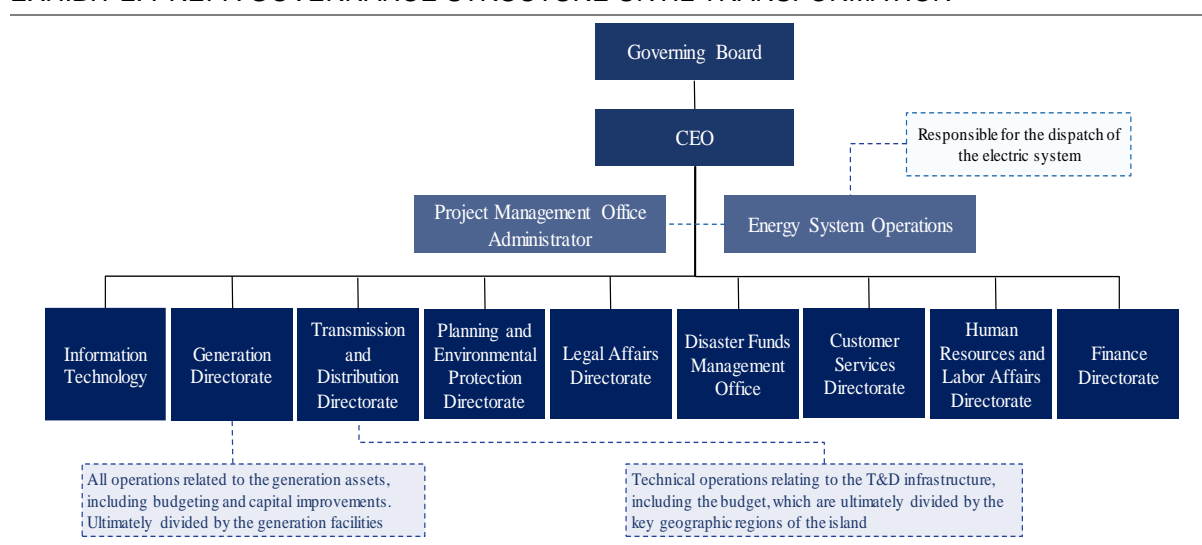 Governing Board
CEO
Responsible for the dispatch of
the electric system
Project Management Office
Administrator
Energy System Operations
Information
Technology
Generation
Directorate
Transmission
and
Distribution
Directorate
Planning and
Environmental
Protection
Directorate
Legal Affairs
Directorate
Disaster Funds
Management
Office
Customer
Services
Directorate
Human
Resources and
Labor Affairs
Directorate
Finance
Directorate
All operations related to the generation assets,
including budgeting and capital improvements.
Ultimately divided by the generation facilities
Technical operations relating to the T&D infrastructure,
including the budget, which are ultimately divided by the
key geographic regions of the island